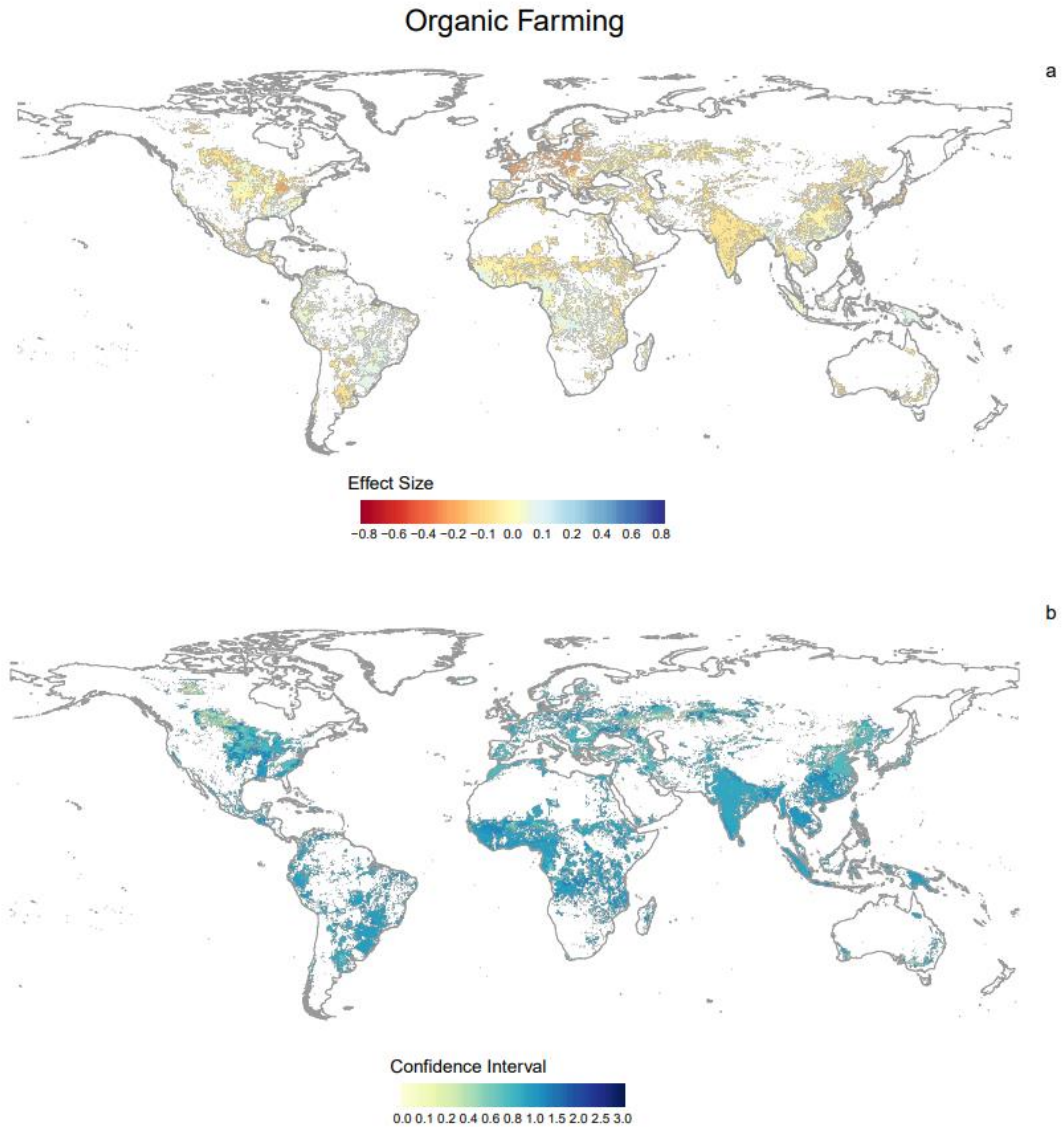 Organic Farming
a
Effect Size
−0.8 −0.6 −0.4 −0.2 −0.1 0.0 0.1 0.2 0.4 0.6 0.8
b
Confidence Interval
0.0 0.1 0.2 0.4 0.6 0.8 1.0 1.5 2.0 2.5 3.0